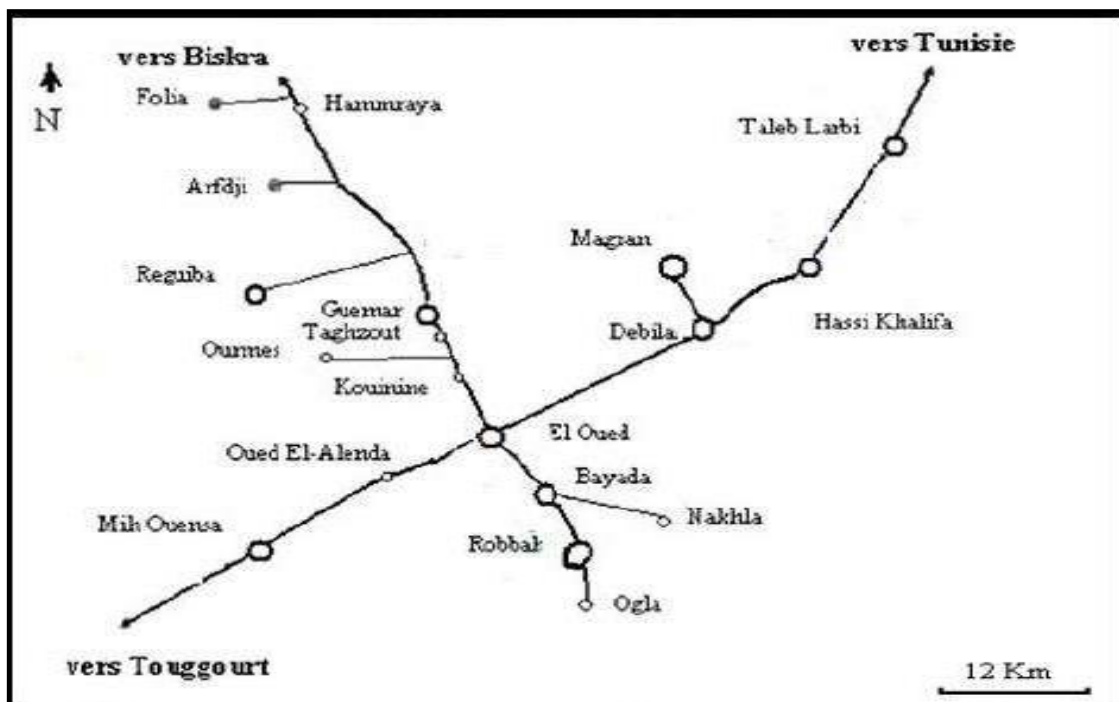 vers Biskra
vers Tunisie
Folia
Hammraya
N
Taleb Larbi
Arfdji
Magran
Reguiba
Guemar
Taghzout
Hassi Khalifa
Debila
Ourmes
Kouinine
El Oued
Oued El-Alenda
Bayada
Nakhla
Mih Ouensa
Robbah
Ogla
vers Touggourt
12 Km